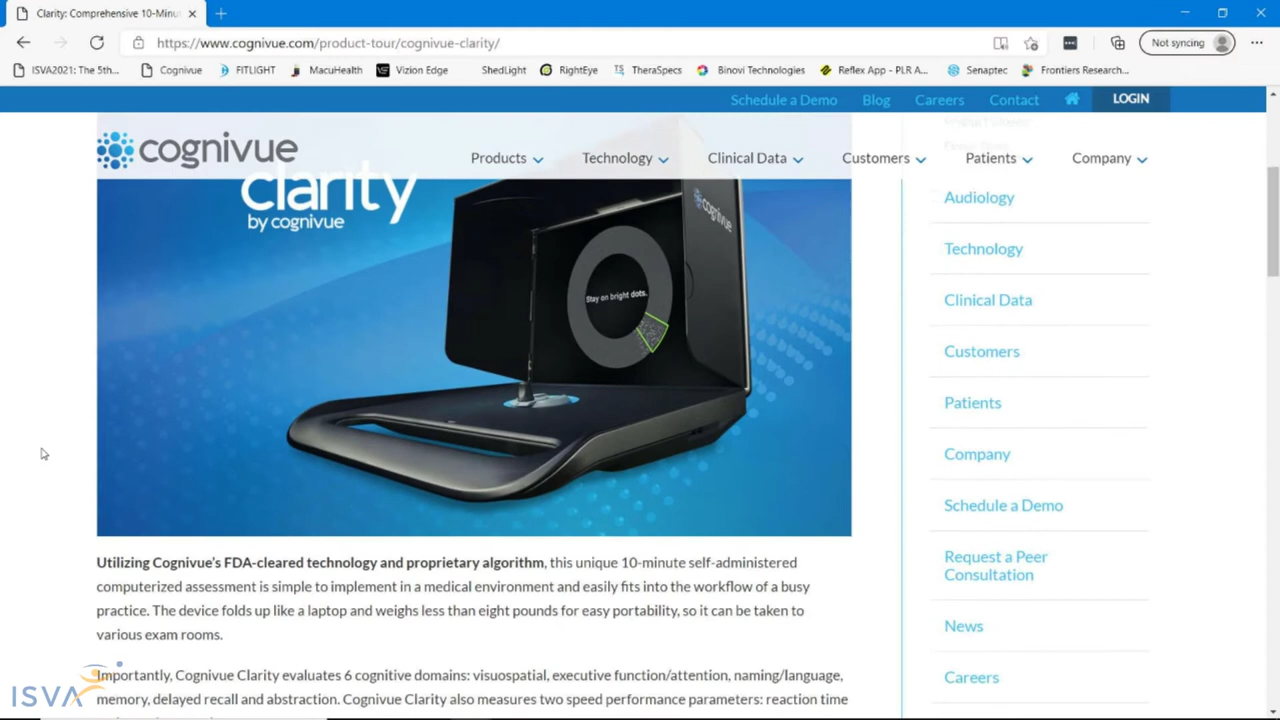 Clarity: Comprehensive 10-Minu
https://www.cognivue.com/product-tour/cognivue-clarity/
Not syncing
ISVA2021: The 5th...
Cognivue
FITLIGHT
MacuHealth
Vizion Edge
ShedLight
RightEye
TheraSpecs
Binovi Technologies
Reflex App - PLR A...
Senaptec
Frontiers Research...
Schedule a Demo
Blog
Careers
Contact
LOGIN
cognivue
Products
Technology
Clinical Data
Customers
Patients
Company
clarity
by cognivue
cognivue
Stay on bright dots.
Audiology
Technology
Clinical Data
Customers
Patients
Company
Schedule a Demo
Request a Peer
Consultation
News
Careers
Utilizing Cognivue's FDA-cleared technology and proprietary algorithm, this unique 10-minute self-administered
computerized assessment is simple to implement in a medical environment and easily fits into the workflow of a busy
practice. The device folds up like a laptop and weighs less than eight pounds for easy portability, so it can be taken to
various exam rooms.
Importantly, Cognivue Clarity evaluates 6 cognitive domains: visuospatial, executive function/attention, naming/language,
memory, delayed recall and abstraction. Cognivue Clarity also measures two speed performance parameters: reaction time
ISVA